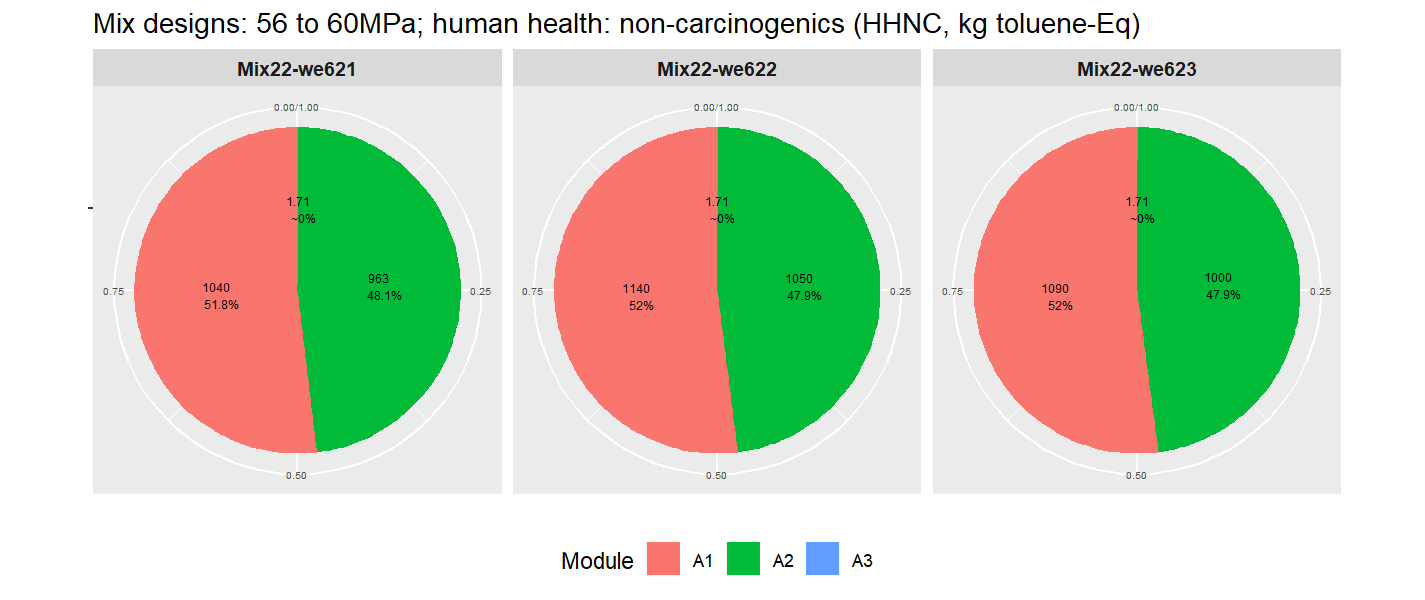 Mix designs: 56 to 60MPa; human health: non-carcinogenics (HHNC, kg toluene-Eq)
Mix22-we621 Mix22-we622 Mix22-we623
0.00/1.00 0.00/1.00 0.00/1.00
1.71 1.71 1.71
~0% ~0% ~0%
1040 963 1140 1050 1090 1000
51.8% 48.1% 52% 47.9% 52% 47.9%
0.75 0.25 0.75 0.25 0.75 0.25
0.50 0.50 0.50
Module A1 A2 A3